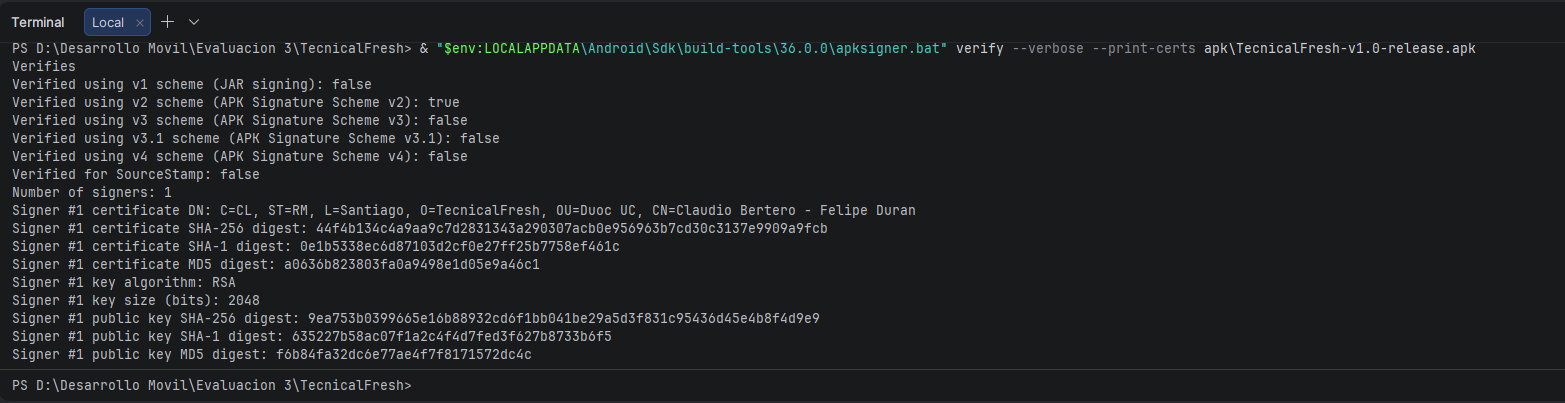 Terminal Local
PS D:\Desarrollo Movil\Evaluacion 3\TecnicalFresh> & "$env:LOCALAPPDATA\Android\Sdk\build-tools\36.0.0\apksigner.bat" verify --verbose --print-certs apk\TecnicalFresh-v1.0-release.apk
Verifies
Verified using v1 scheme (JAR signing): false
Verified using v2 scheme (APK Signature Scheme v2): true
Verified using v3 scheme (APK Signature Scheme v3): false
Verified using v3.1 scheme (APK Signature Scheme v3.1): false
Verified using v4 scheme (APK Signature Scheme v4): false
Verified for SourceStamp: false
Number of signers: 1
Signer #1 certificate DN: C=CL, ST=RM, L=Santiago, O=TecnicalFresh, OU=Duoc UC, CN=Claudio Bertero - Felipe Duran
Signer #1 certificate SHA-256 digest: 44f4b134c4a9aa9c7d2831343a290307acb0e956963b7cd30c3137e9909a9fcb
Signer #1 certificate SHA-1 digest: 0e1b5338ec6d87103d2cf0e27ff25b7758ef461c
Signer #1 certificate MD5 digest: a0636b823803fa0a9498e1d05e9a46c1
Signer #1 key algorithm: RSA
Signer #1 key size (bits): 2048
Signer #1 public key SHA-256 digest: 9ea753b0399665e16b88932cd6f1bb041be29a5d3f831c95436d45e4b8f4d9e9
Signer #1 public key SHA-1 digest: 635227b58ac07f1a2c4f4d7fed3f627b8733b6f5
Signer #1 public key MD5 digest: f6b84fa32dc6e77ae4f7f8171572dc4c
PS D:\Desarrollo Movil\Evaluacion 3\TecnicalFresh>